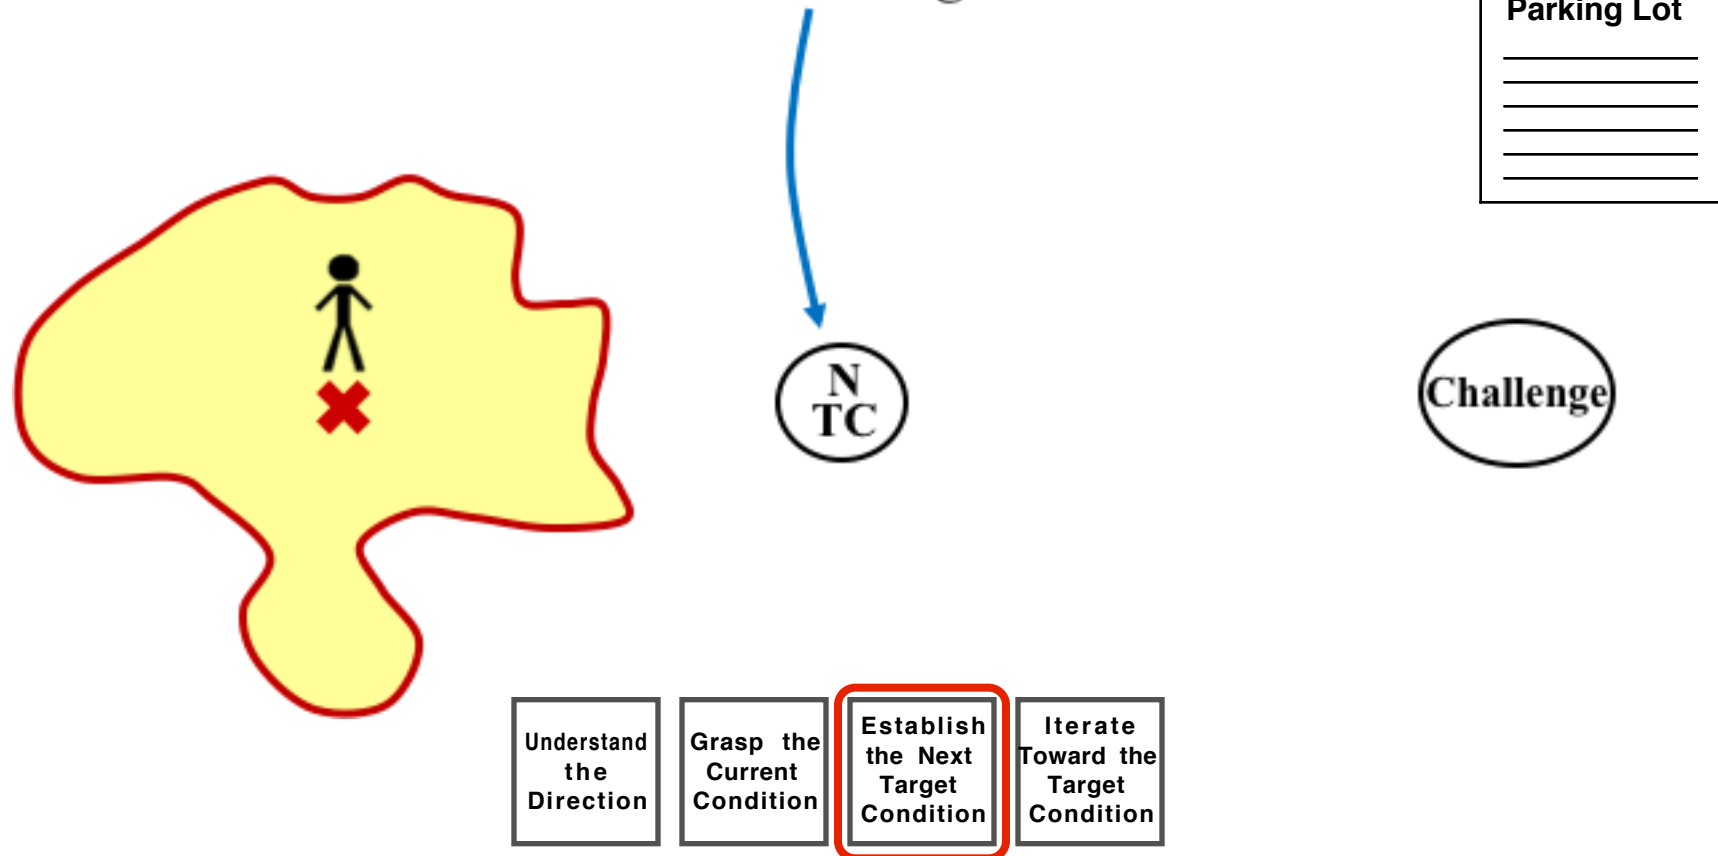 Parking Lot
N
TC
Challenge
Understand
the
Direction
Grasp the
Current
Condition
Establish
the Next
Target
Condition
Iterate
Toward the
Target
Condition